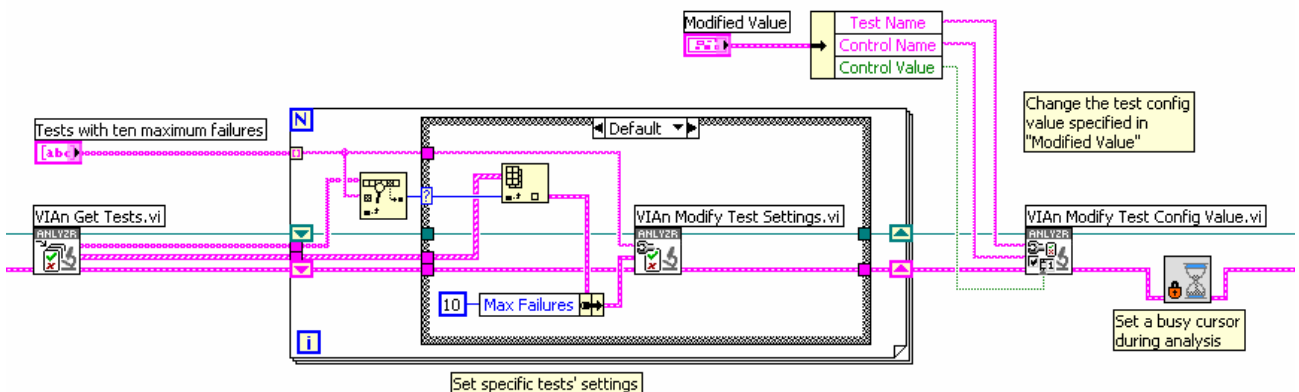 Modified Value
Test Name
Control Name
Control Value
Change the test config
value specified in
"Modified Value"
N
Tests with ten maximum failures
[abc
Default
?
VIAn Get Tests.vi
ANLYZR
VIAn Modify Test Settings.vi
ANLYZR
VIAn Modify Test Config Value.vi
ANLYZR
10
Max Failures
i
Set a busy cursor
during analysis
Set specific tests' settings